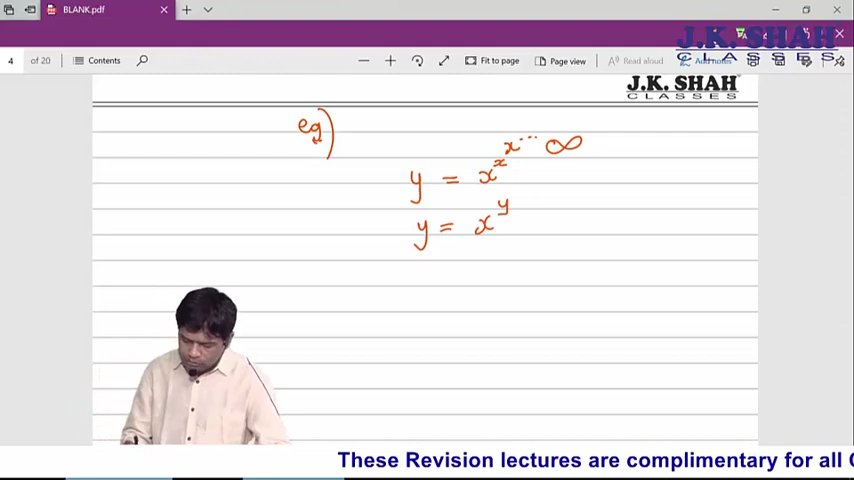 BLANK.pdf
4 of 20 Contents Fit to page Page view Read aloud Add notes
J.K. SHAH
CLASSES
J.K. SHAH
CLASSES
eg)
y = x^x^x^... ∞
y = x^y
These Revision lectures are complimentary for all